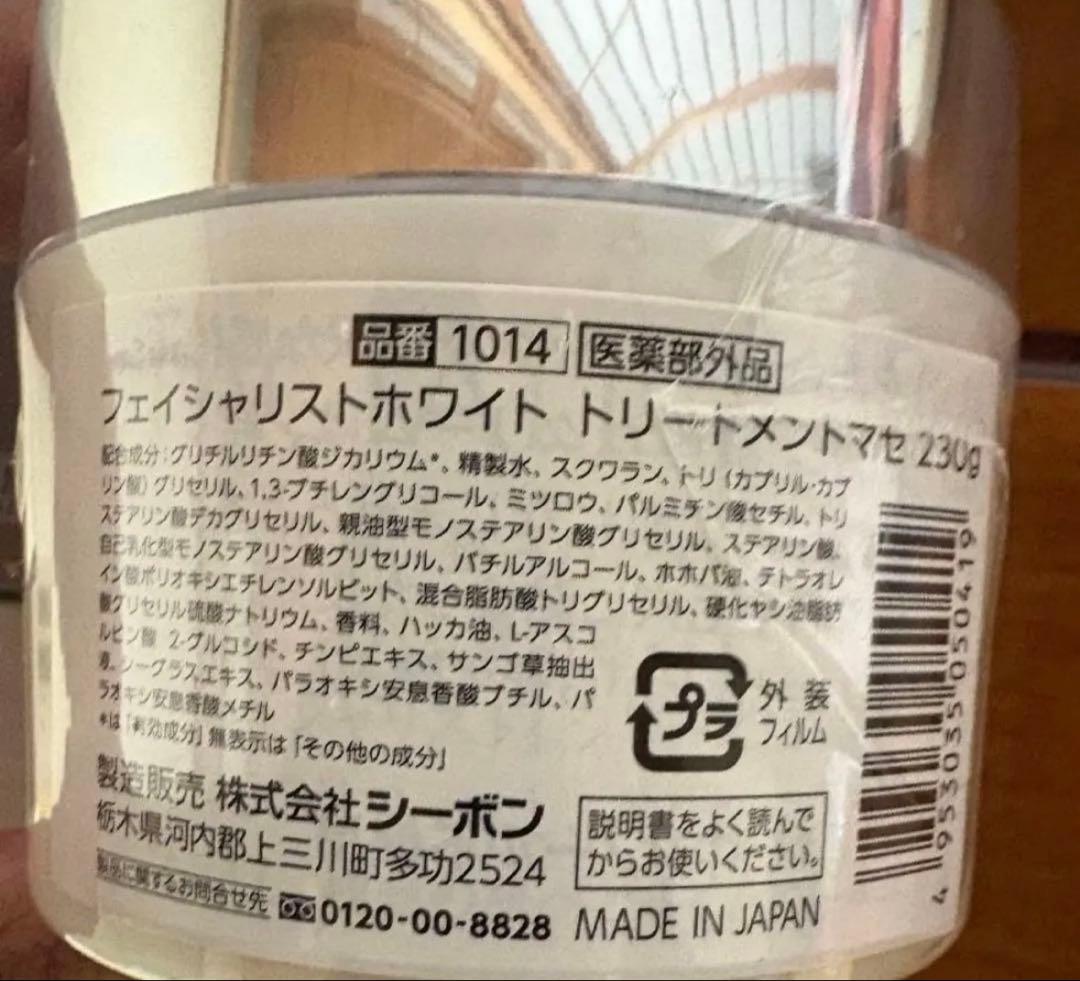 品番 1014 医薬部外品
フェイシャリストホワイト トリートメントマセ 230g
配合成分:グリチルリチン酸ジカリウム*、精製水、スクワラン、トリ(カプリル・カプ
リン酸)グリセリル、1,3-ブチレングリコール、ミツロウ、パルミチン酸セチル、トリ
ステアリン酸デカグリセリル、親油型モノステアリン酸グリセリル、ステアリン酸、
自己乳化型モノステアリン酸グリセリル、バチルアルコール、ホホバ油、テトラオレ
イン酸ポリオキシエチレンソルビット、混合脂肪酸トリグリセリル、硬化ヤシ油脂肪
酸グリセリル硫酸ナトリウム、香料、ハッカ油、L-アスコ
ルビン酸 2-グルコシド、チンピエキス、サンゴ草抽出
液、シーグラスエキス、パラオキシ安息香酸ブチル、パ
ラオキシ安息香酸メチル
*は「有効成分」無表示は「その他の成分」
製造販売 株式会社シーボン
栃木県河内郡上三川町多功2524
製品に関するお問合せ先 0120-00-8828
プラ
外装
フィルム
説明書をよく読んで
からお使いください。
MADE IN JAPAN
4 953035 050419